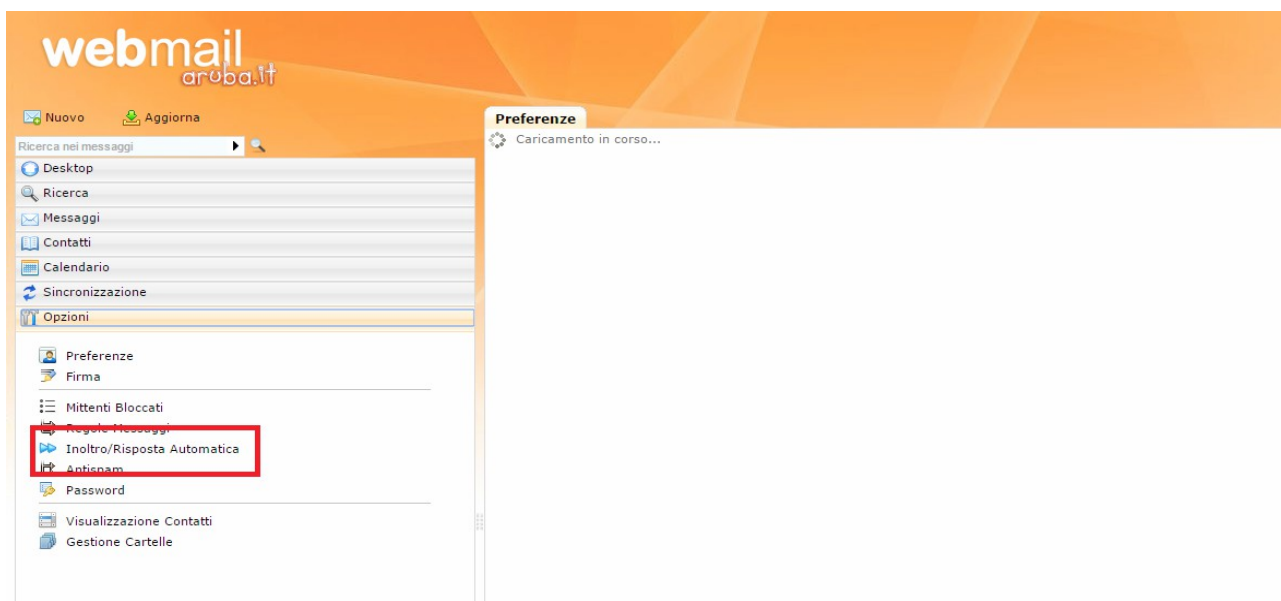 webmail
aruba.it
Nuovo Aggiorna
Preferenze
Ricerca nei messaggi
Caricamento in corso...
Desktop
Ricerca
Messaggi
Contatti
Calendario
Sincronizzazione
Opzioni
Preferenze
Firma
Mittenti Bloccati
Regole Messaggi
Inoltro/Risposta Automatica
Antispam
Password
Visualizzazione Contatti
Gestione Cartelle